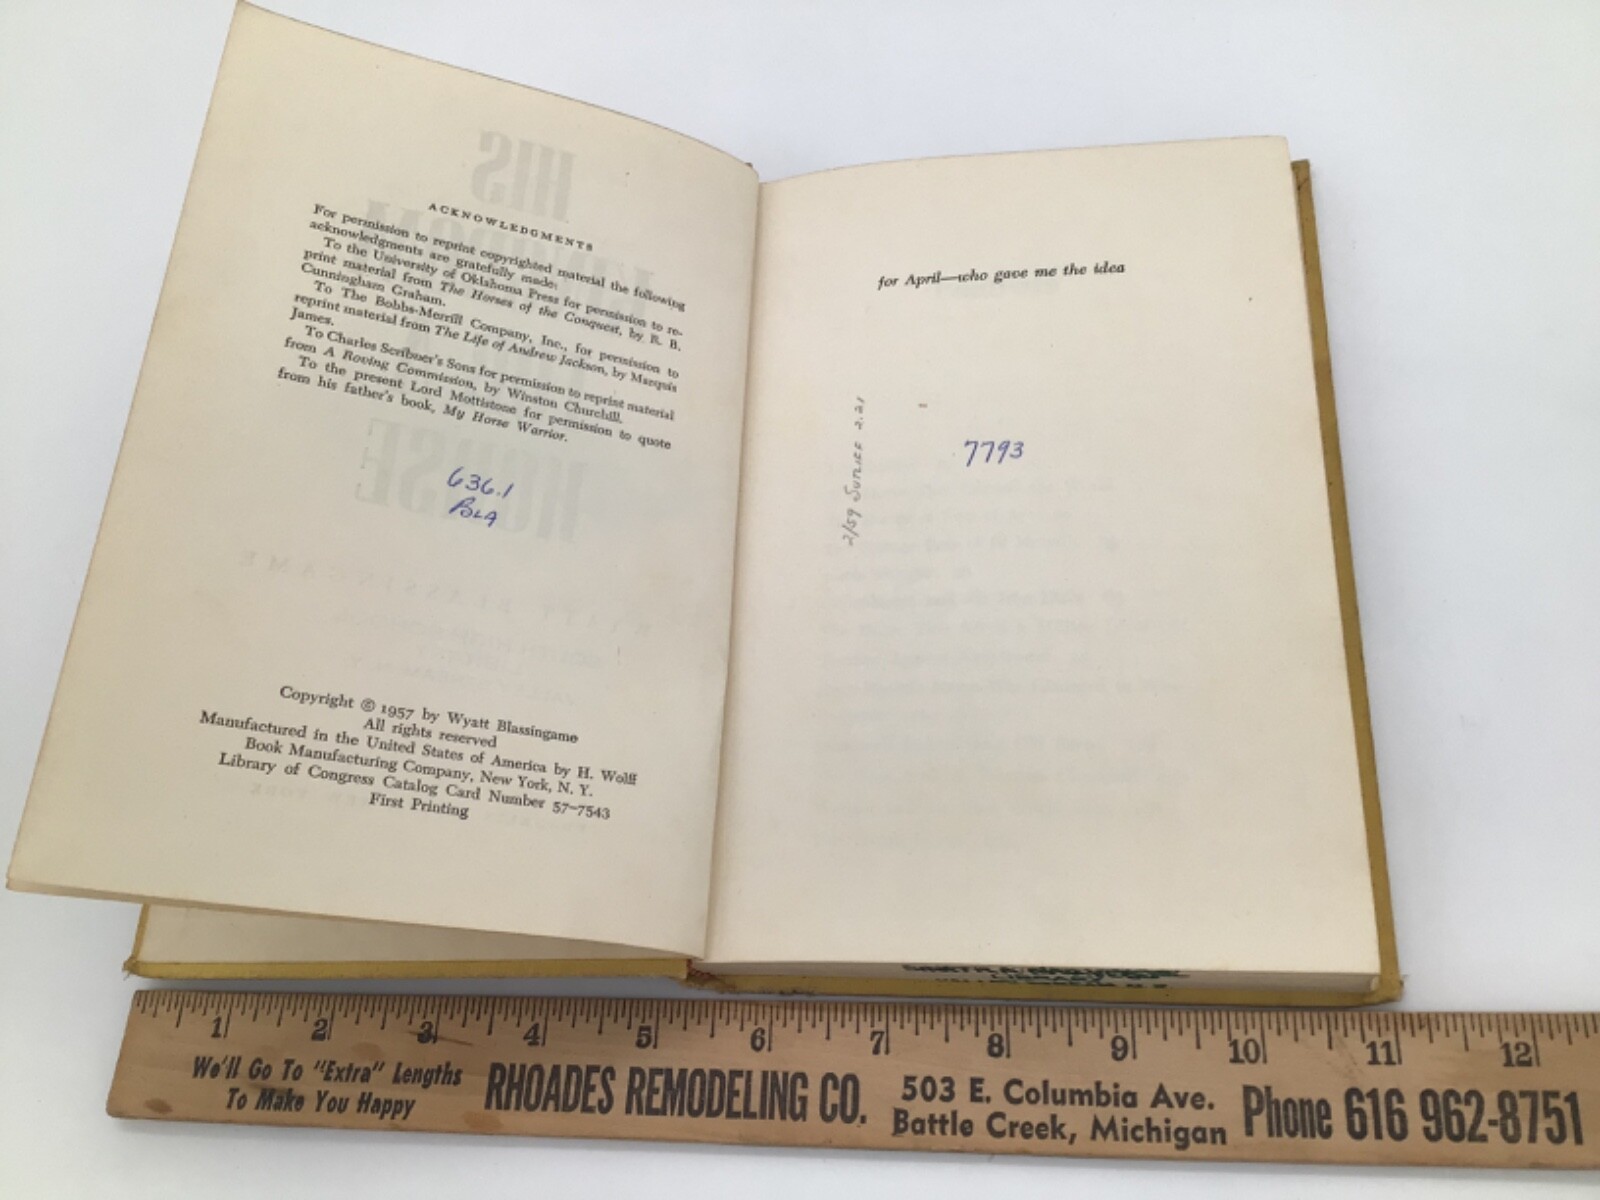 ACKNOWLEDGMENTS
For permission to reprint copyrighted material the following
acknowledgments are gratefully made:
To the University of Oklahoma Press for permission to re-
print material from The Horses of the Conquest, by R. B.
Cunningham Graham.
To The Bobbs-Merrill Company, Inc., for permission to
reprint material from The Life of Andrew Jackson, by Marquis
James.
To Charles Scribner's Sons for permission to reprint material
from A Roving Commission, by Winston Churchill.
To the present Lord Mottistone for permission to quote
from his father's book, My Horse Warrior.
636.1
BLA
Copyright © 1957 by Wyatt Blassingame
All rights reserved
Manufactured in the United States of America by H. Wolff
Book Manufacturing Company, New York, N. Y.
Library of Congress Catalog Card Number 57-7543
First Printing
for April—who gave me the idea
2/59 Sutliff 2.21
7793
LIBRARY
1 2 3 4 5 6 7 8 9 10 11 12
We'll Go To "Extra" Lengths
To Make You Happy
RHOADES REMODELING CO.
503 E. Columbia Ave.
Battle Creek, Michigan
Phone 616 962-8751